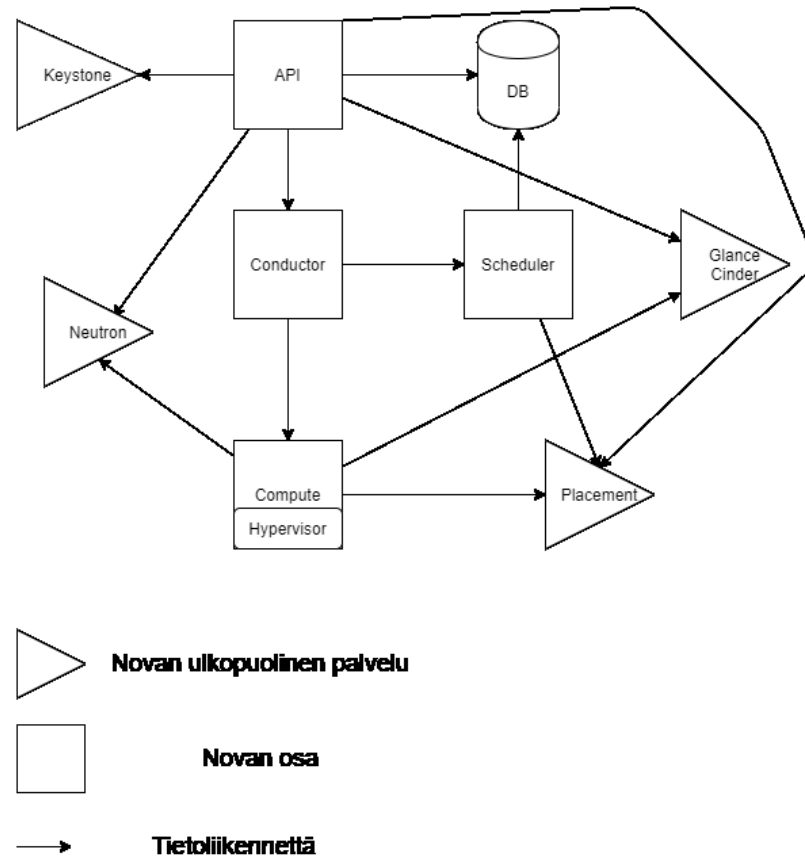 Keystone
API
DB
Conductor
Scheduler
Glance
Cinder
Neutron
Compute
Hypervisor
Placement
Novan ulkopuolinen palvelu
Novan osa
Tietoliikennettä